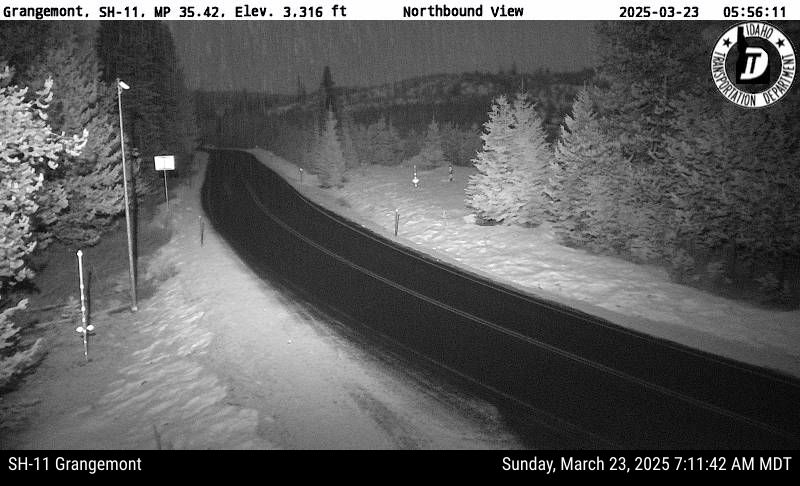 Grangemont, SH-11, MP 35.42, Elev. 3,316 ft Northbound View 2025-03-23 05:56:11
IDAHO
TRANSPORTATION DEPARTMENT
SH-11 Grangemont Sunday, March 23, 2025 7:11:42 AM MDT